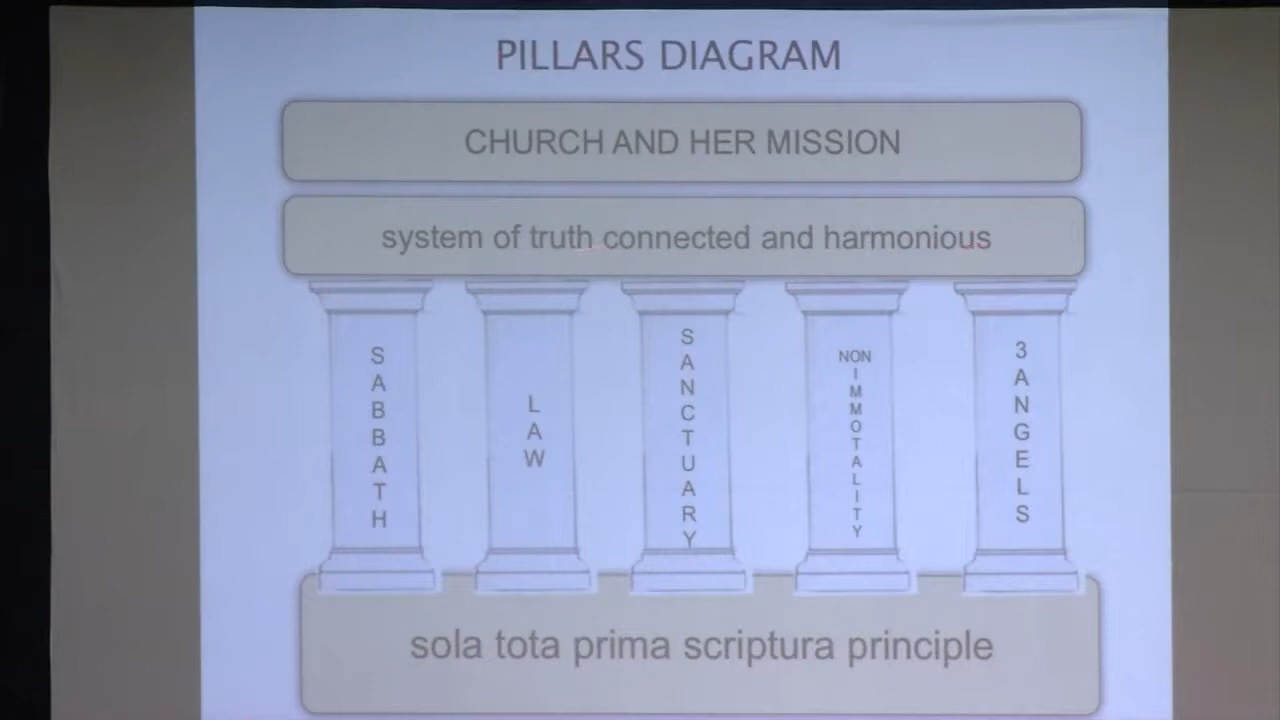 PILLARS DIAGRAM
CHURCH AND HER MISSION
system of truth connected and harmonious
SABBATH
LAW
SANCTUARY
NON IMMOTALITY
3 ANGELS
sola tota prima scriptura principle